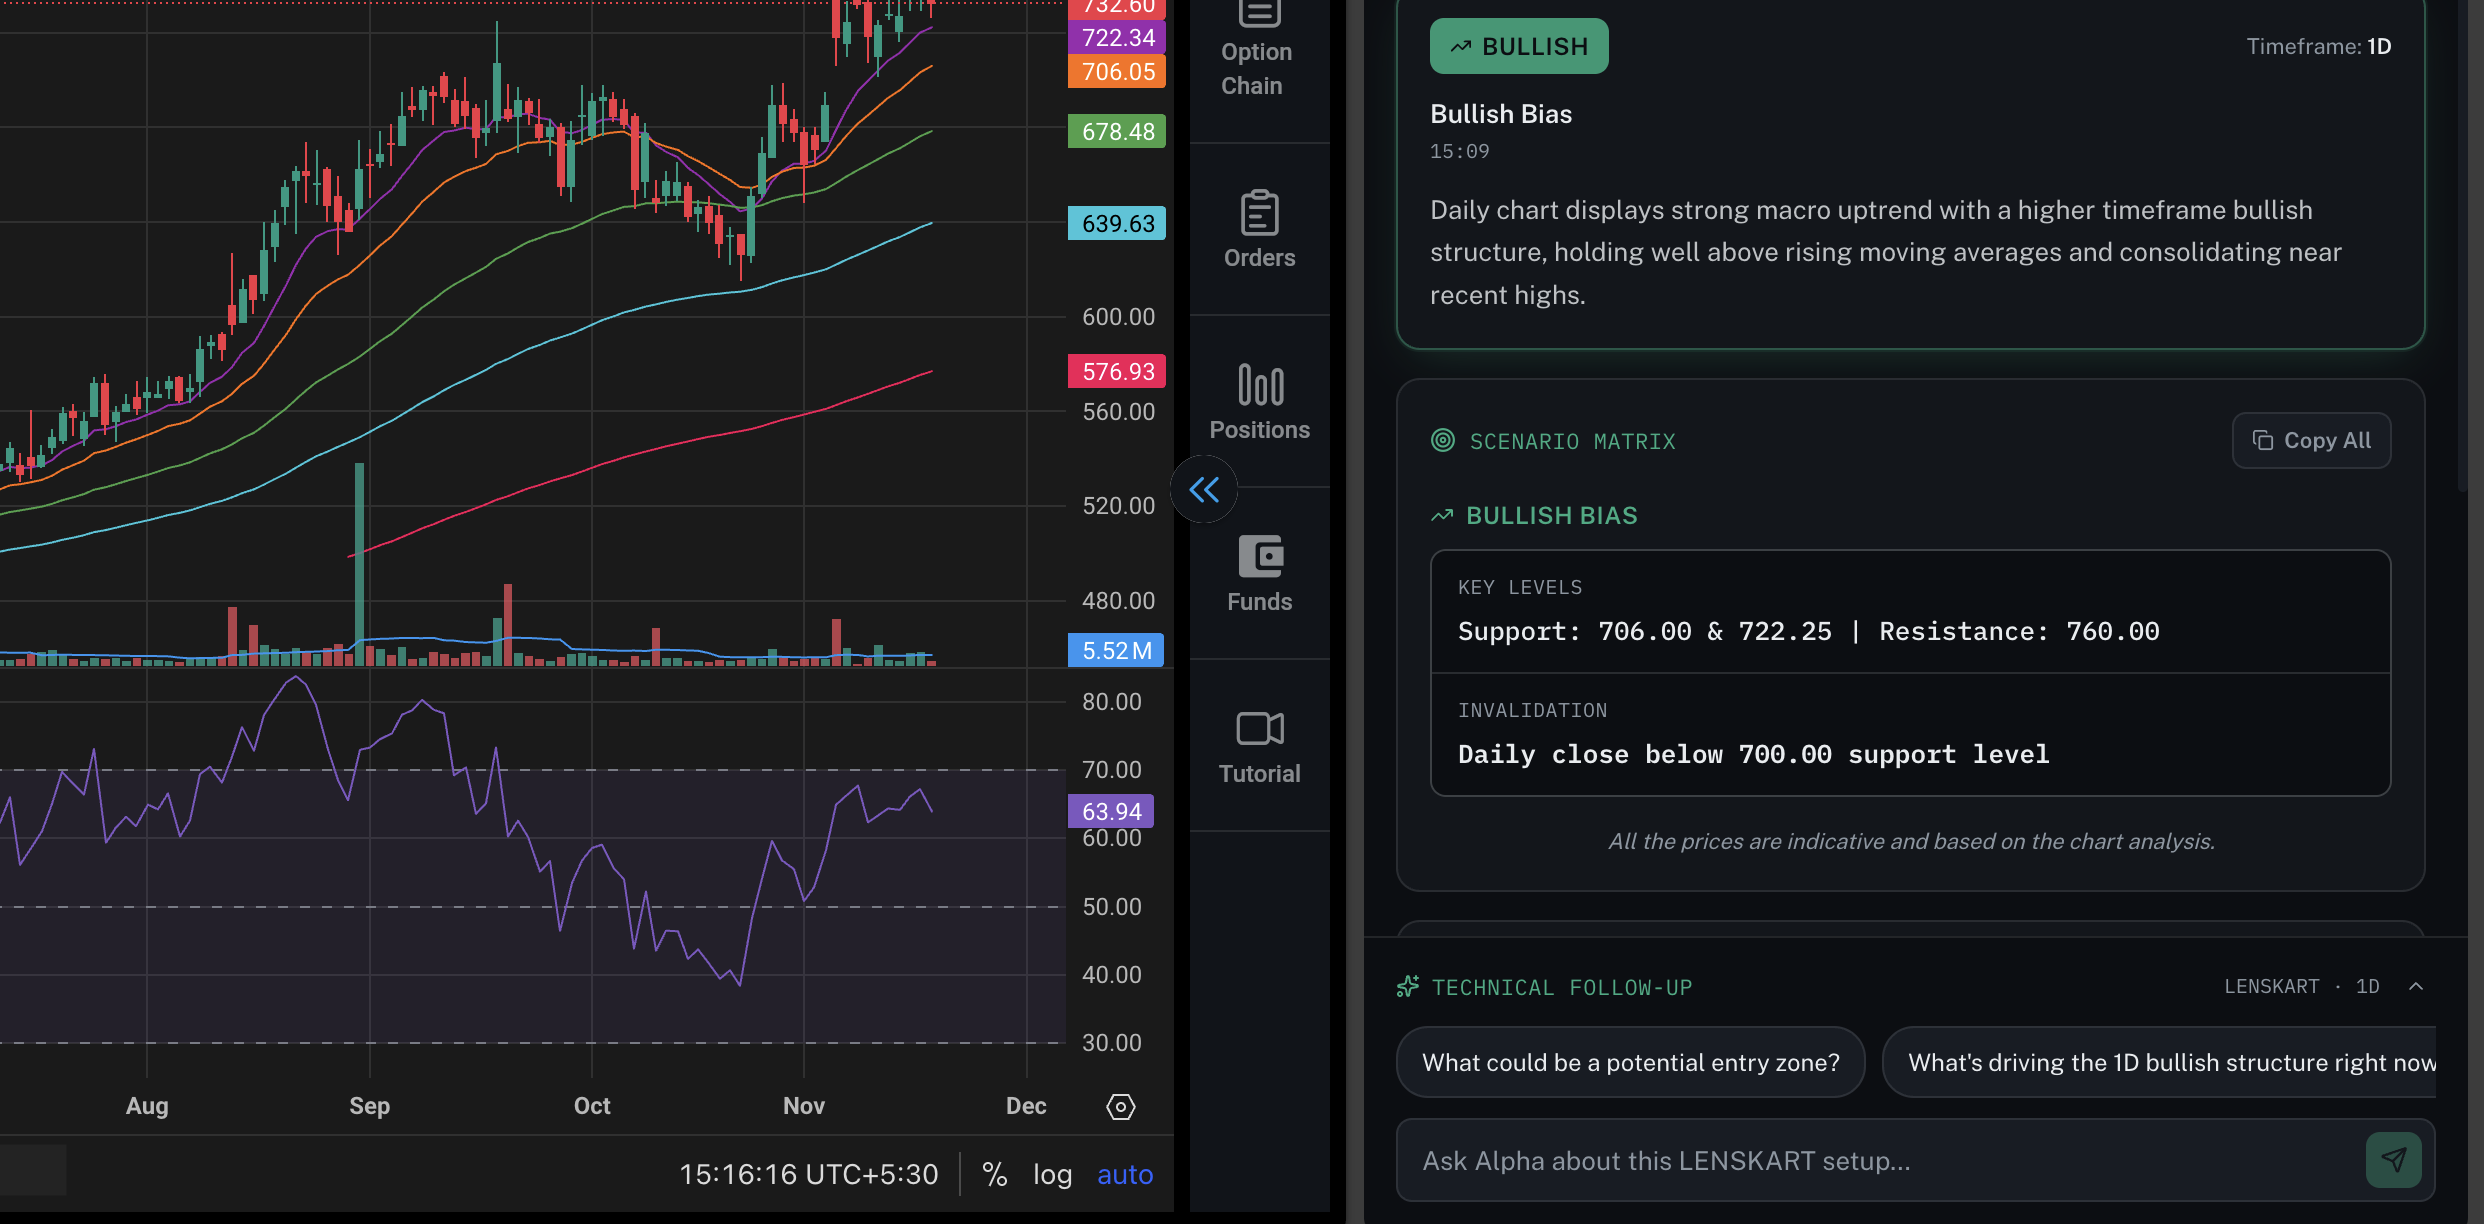 732.60
722.34
706.05
678.48
639.63
600.00
576.93
560.00
520.00
480.00
5.52 M
80.00
70.00
63.94
60.00
50.00
40.00
30.00
Aug Sep Oct Nov Dec
15:16:16 UTC+5:30 % log auto
Option
Chain
Orders
Positions
Funds
Tutorial
BULLISH
Timeframe: 1D
Bullish Bias
15:09
Daily chart displays strong macro uptrend with a higher timeframe bullish
structure, holding well above rising moving averages and consolidating near
recent highs.
SCENARIO MATRIX
Copy All
BULLISH BIAS
KEY LEVELS
Support: 706.00 & 722.25 | Resistance: 760.00
INVALIDATION
Daily close below 700.00 support level
All the prices are indicative and based on the chart analysis.
TECHNICAL FOLLOW-UP
LENSKART · 1D
What could be a potential entry zone?
What's driving the 1D bullish structure right now
Ask Alpha about this LENSKART setup...